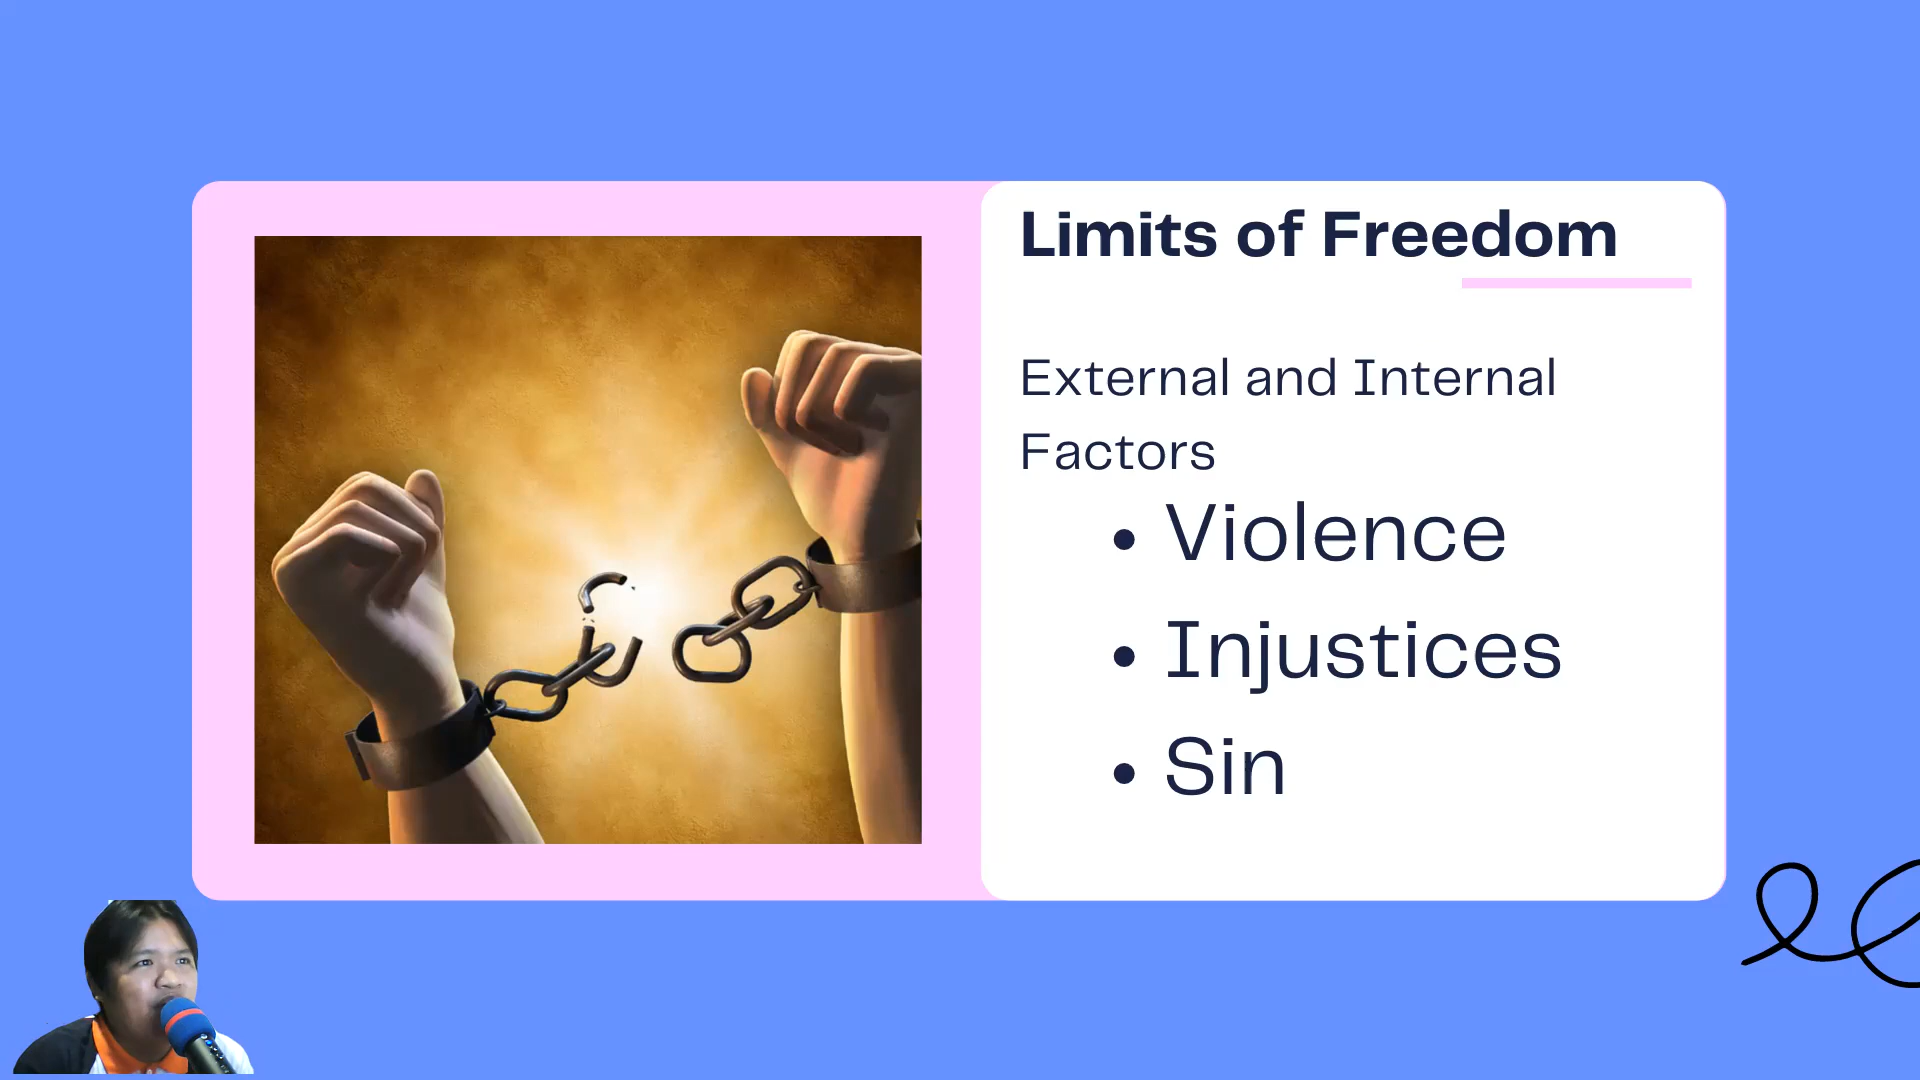 Limits of Freedom
External and Internal
Factors
• Violence
• Injustices
• Sin